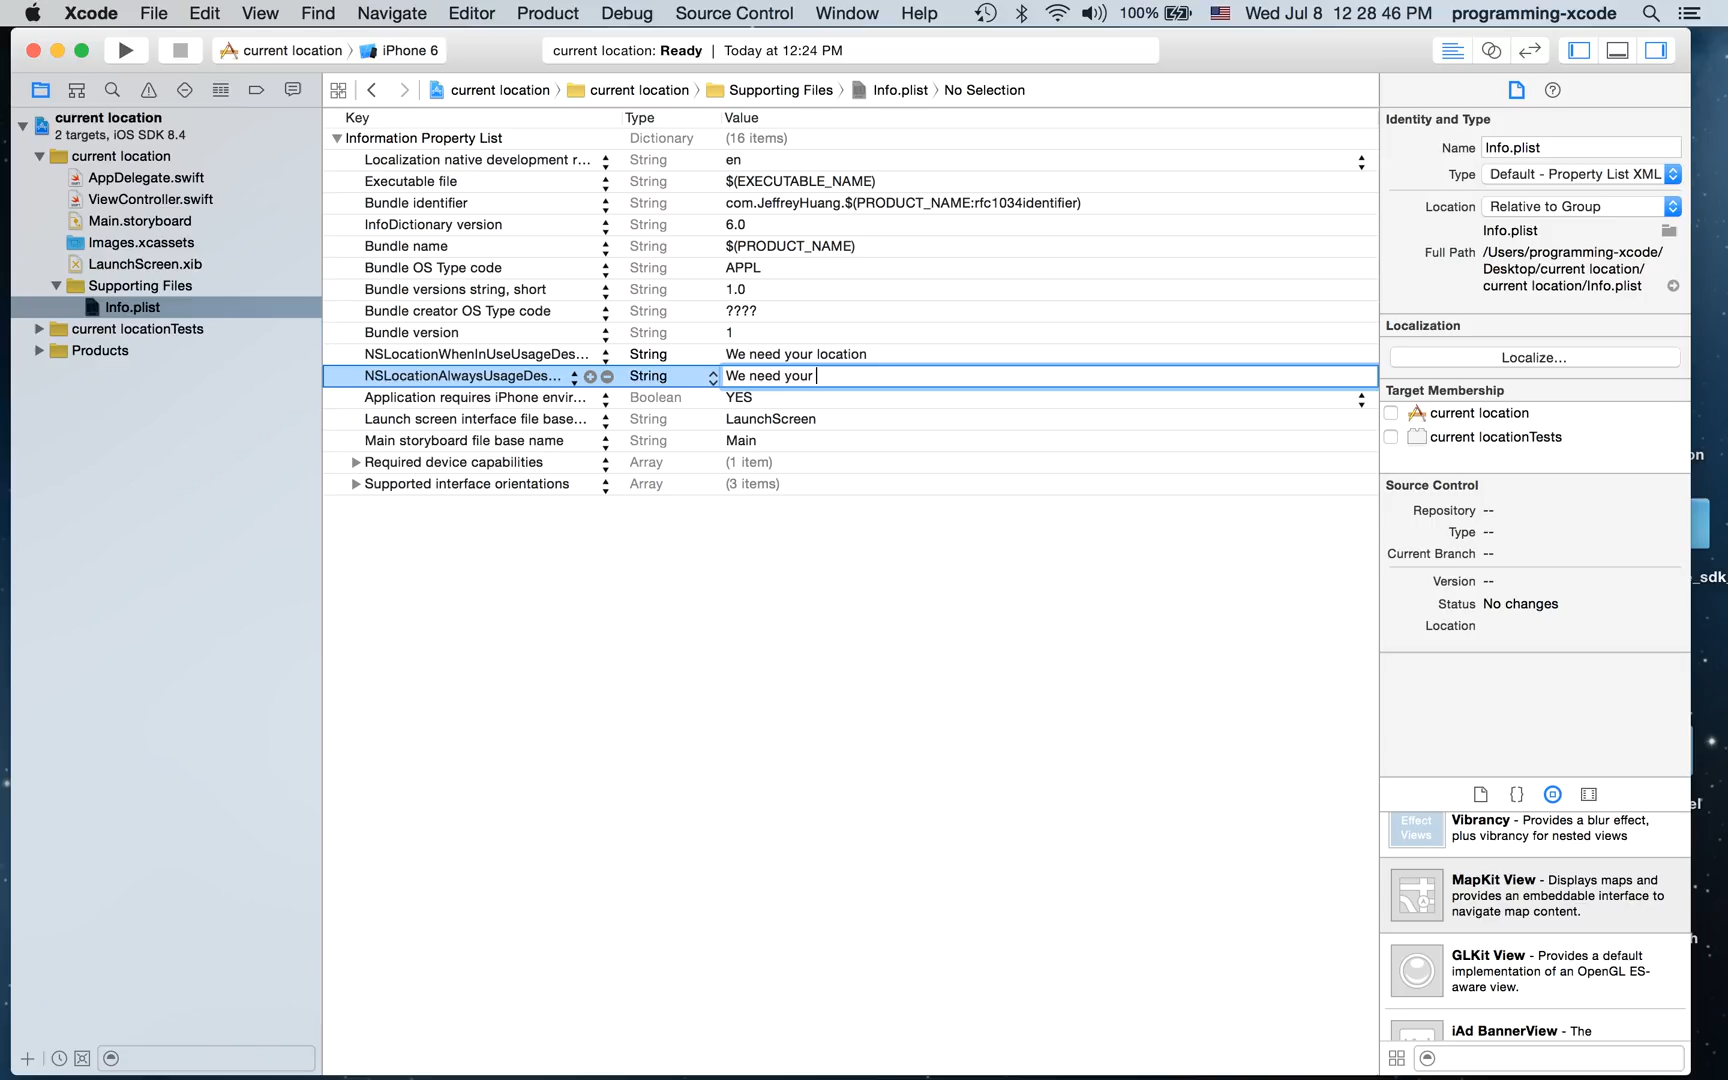 Xcode File Edit View Find Navigate Editor Product Debug Source Control Window Help 100% Wed Jul 8 12 28 46 PM programming-xcode
current location iPhone 6 current location: Ready | Today at 12:24 PM
current location 〉 current location 〉 Supporting Files 〉 Info.plist 〉 No Selection
current location
2 targets, iOS SDK 8.4
current location
AppDelegate.swift
ViewController.swift
Main.storyboard
Images.xcassets
LaunchScreen.xib
Supporting Files
Info.plist
current locationTests
Products
Key Type Value
Information Property List Dictionary (16 items)
Localization native development r... String en
Executable file String $(EXECUTABLE_NAME)
Bundle identifier String com.JeffreyHuang.$(PRODUCT_NAME:rfc1034identifier)
InfoDictionary version String 6.0
Bundle name String $(PRODUCT_NAME)
Bundle OS Type code String APPL
Bundle versions string, short String 1.0
Bundle creator OS Type code String ????
Bundle version String 1
NSLocationWhenInUseUsageDes... String We need your location
NSLocationAlwaysUsageDes... String We need your
Application requires iPhone envir... Boolean YES
Launch screen interface file base... String LaunchScreen
Main storyboard file base name String Main
Required device capabilities Array (1 item)
Supported interface orientations Array (3 items)
Identity and Type
Name Info.plist
Type Default - Property List XML
Location Relative to Group
Info.plist
Full Path /Users/programming-xcode/
Desktop/current location/
current location/Info.plist
Localization
Localize...
Target Membership
current location
current locationTests
Source Control
Repository --
Type --
Current Branch --
Version --
Status No changes
Location
Effect Views
Vibrancy - Provides a blur effect,
plus vibrancy for nested views
MapKit View - Displays maps and
provides an embeddable interface to
navigate map content.
GLKit View - Provides a default
implementation of an OpenGL ES-
aware view.
iAd BannerView - The
on
_sdk_
el
h